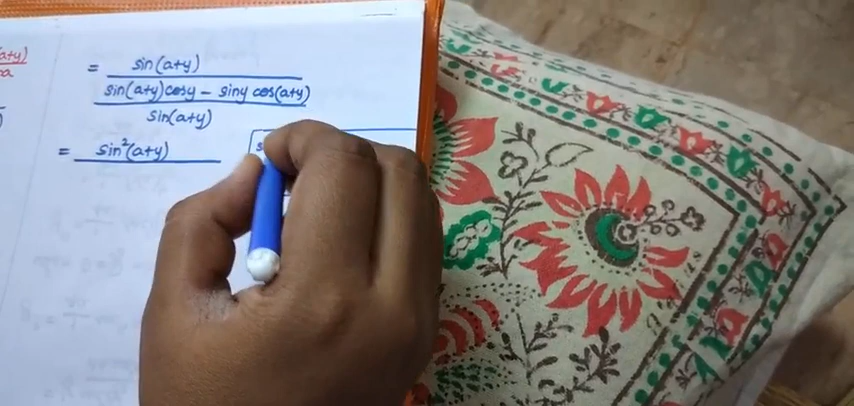 = sin(a+y)
sin(a+y)cosy - siny cos(a+y)
sin(a+y)
= sin²(a+y)